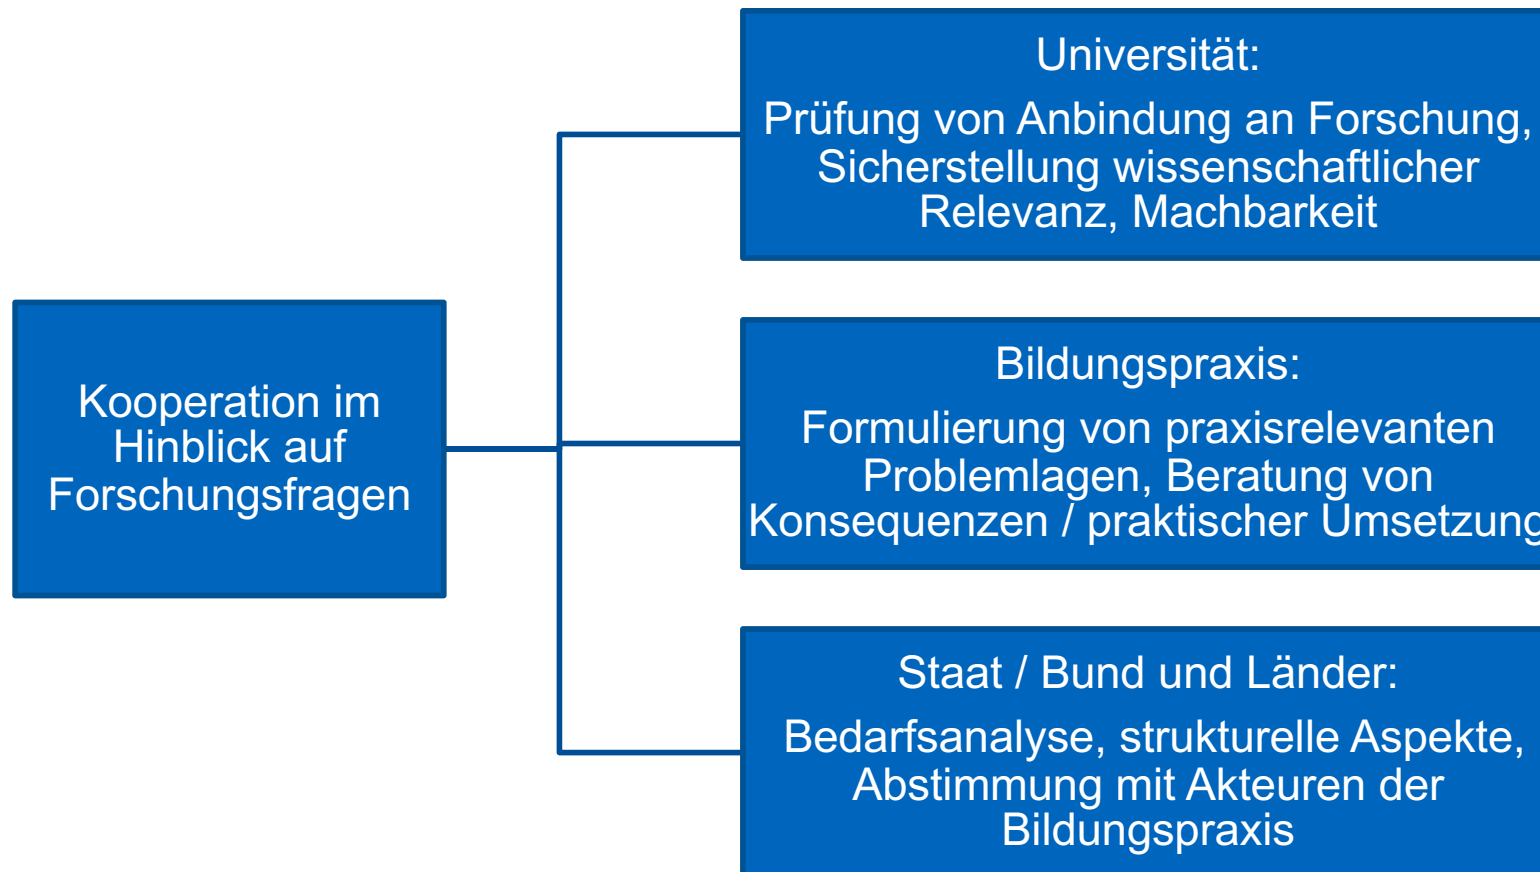 Universität:
Prüfung von Anbindung an Forschung,
Sicherstellung wissenschaftlicher
Relevanz, Machbarkeit
Kooperation im
Hinblick auf
Forschungsfragen
Bildungspraxis:
Formulierung von praxisrelevanten
Problemlagen, Beratung von
Konsequenzen / praktischer Umsetzung
Staat / Bund und Länder:
Bedarfsanalyse, strukturelle Aspekte,
Abstimmung mit Akteuren der
Bildungspraxis